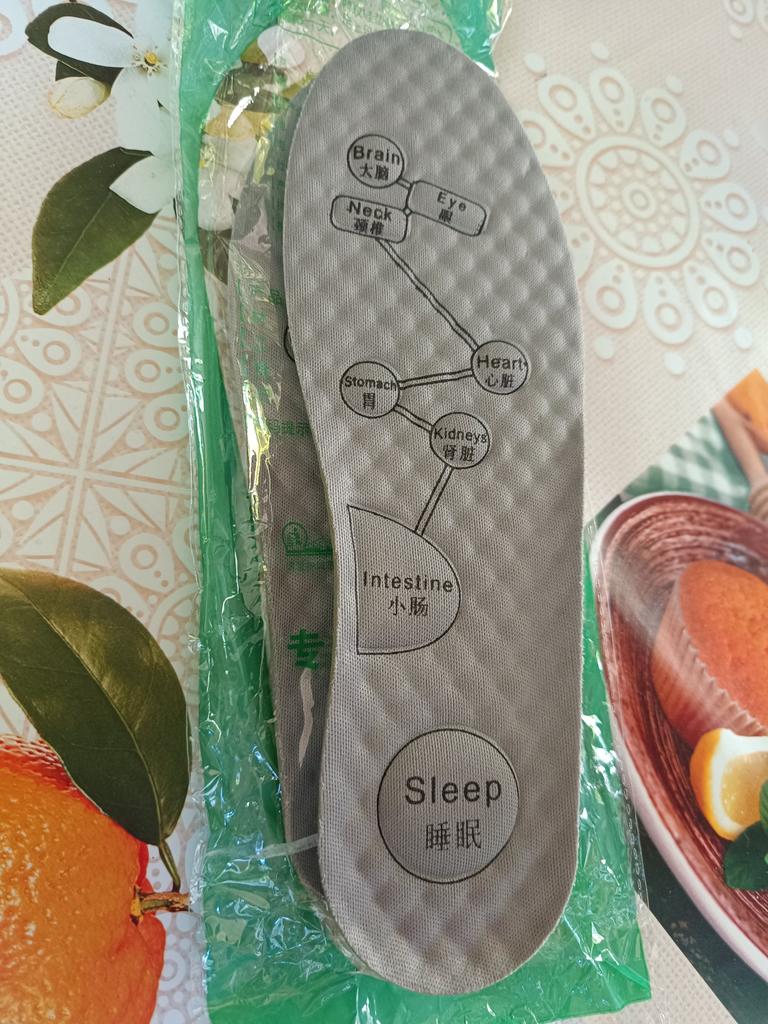 Brain
大脑
Eye
眼
Neck
颈椎
Heart
心脏
Stomach
胃
Kidneys
肾脏
Intestine
小肠
Sleep
睡眠
专